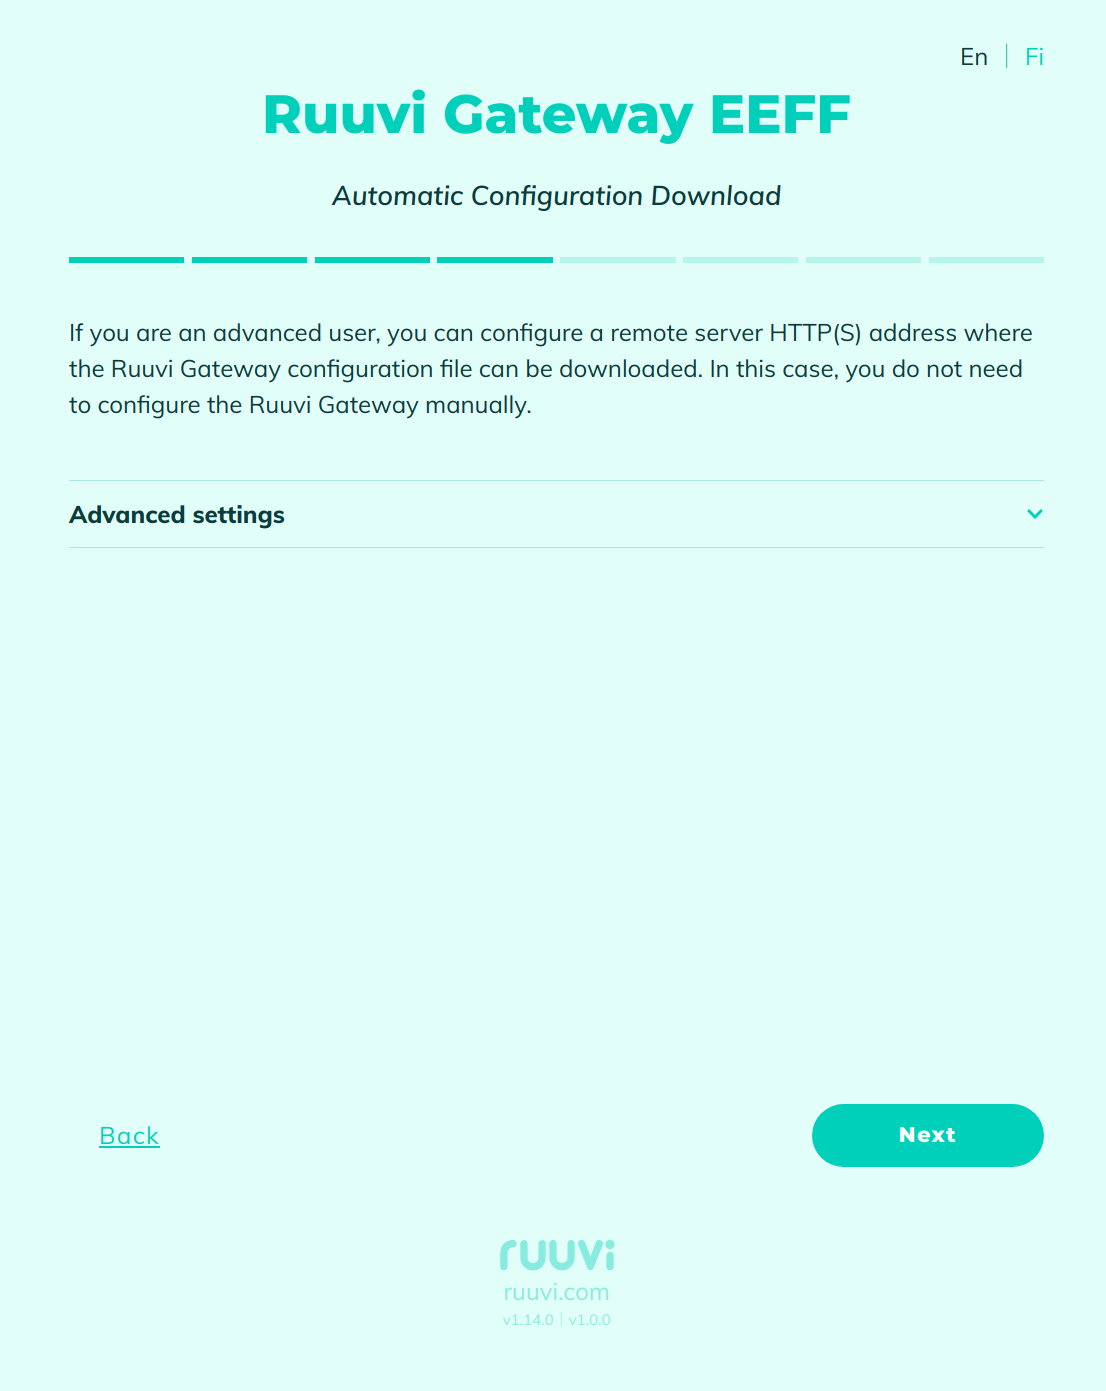 En | Fi
Ruuvi Gateway EEFF
Automatic Configuration Download
If you are an advanced user, you can configure a remote server HTTP(S) address where
the Ruuvi Gateway configuration file can be downloaded. In this case, you do not need
to configure the Ruuvi Gateway manually.
Advanced settings
Back
Next
ruuvi
ruuvi.com
v1.14.0 | v1.0.0